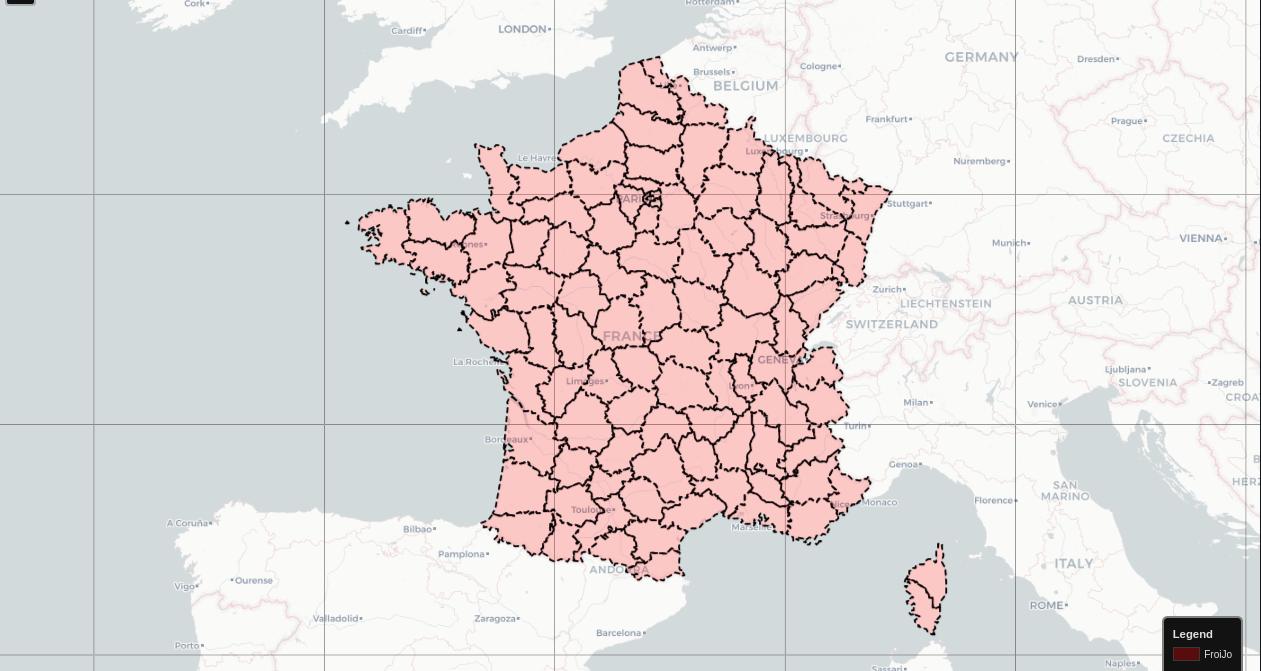 Cork
Rotterdam
Cardiff
LONDON
Antwerp
Brussels
BELGIUM
Cologne
GERMANY
Dresden
Frankfurt
Prague
LUXEMBOURG
CZECHIA
Luxembourg
Nuremberg
Le Havre
PARIS
Stuttgart
Strasbourg
Rennes
Munich
VIENNA
Zurich
LIECHTENSTEIN
AUSTRIA
SWITZERLAND
FRANCE
La Rochelle
GENEVA
Limoges
Lyon
Ljubljana
SLOVENIA
Zagreb
CROA
Milan
Venice
Turin
Bordeaux
Genoa
SAN
MARINO
Nice
Monaco
Florence
Toulouse
A Coruña
Bilbao
Marseille
Pamplona
ANDORRA
ITALY
Ourense
Vigo
ROME
Valladolid
Zaragoza
Barcelona
Porto
Naples
Sassari
Legend
FroiJo